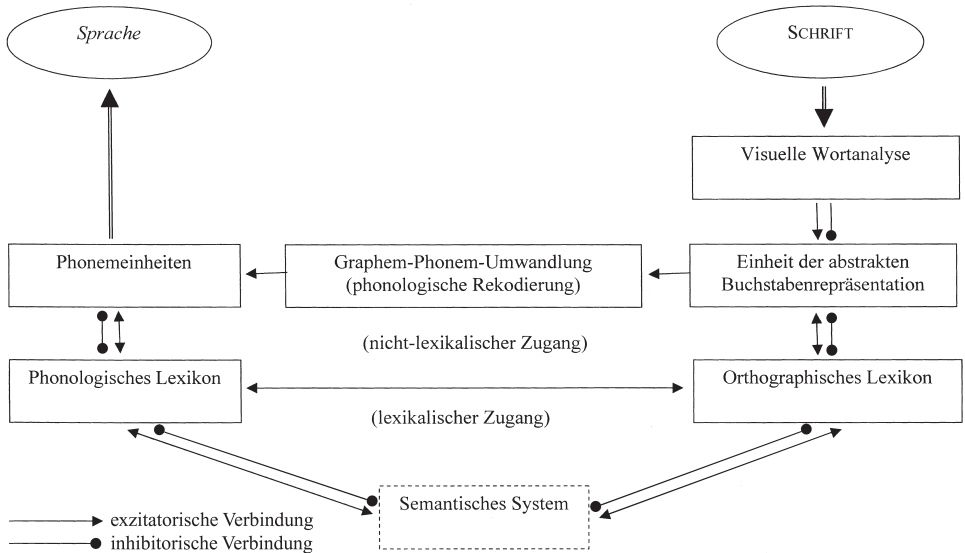 Sprache
SCHRIFT
Visuelle Wortanalyse
Phonemeinheiten
Graphem-Phonem-Umwandlung
(phonologische Rekodierung)
Einheit der abstrakten
Buchstabenrepräsentation
(nicht-lexikalischer Zugang)
Phonologisches Lexikon
Orthographisches Lexikon
(lexikalischer Zugang)
Semantisches System
exzitatorische Verbindung
inhibitorische Verbindung